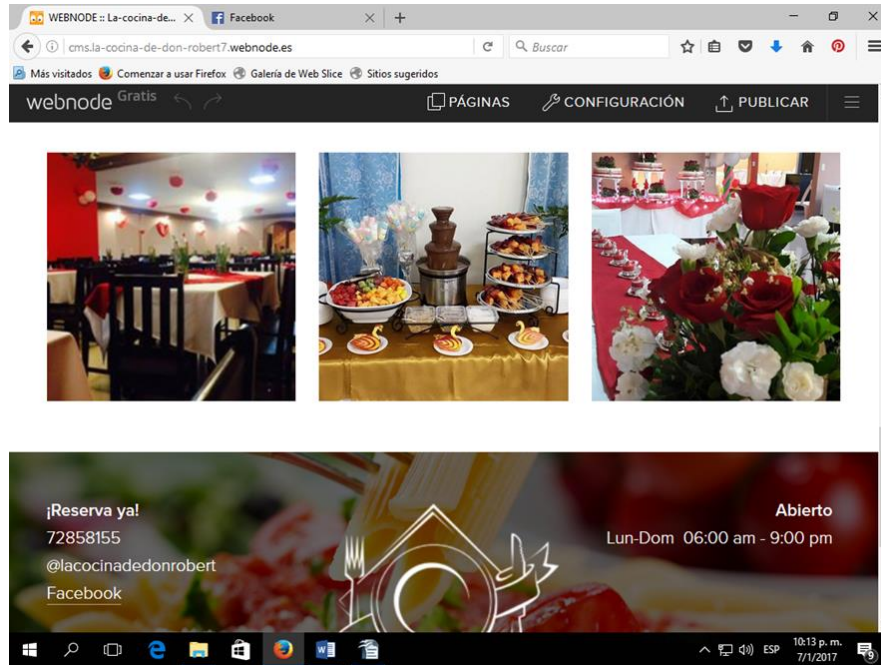 WEBNODE :: La-cocina-de...
Facebook
cms.la-cocina-de-don-robert7.webnode.es
Buscar
Más visitados Comenzar a usar Firefox Galería de Web Slice Sitios sugeridos
webnode Gratis PÁGINAS CONFIGURACIÓN PUBLICAR
¡Reserva ya!
72858155
@lacocinadedonrobert
Facebook
Abierto
Lun-Dom 06:00 am - 9:00 pm
ESP
10:13 p. m.
7/1/2017
9